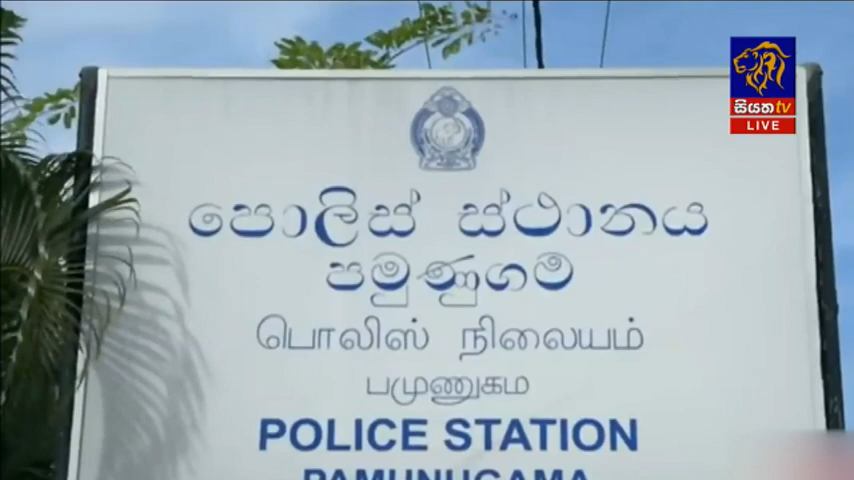 සියත tv
LIVE
පොලිස් ස්ථානය
පමුණුගම
பொலிஸ் நிலையம்
பமுணுகம
POLICE STATION
PAMUNUGAMA